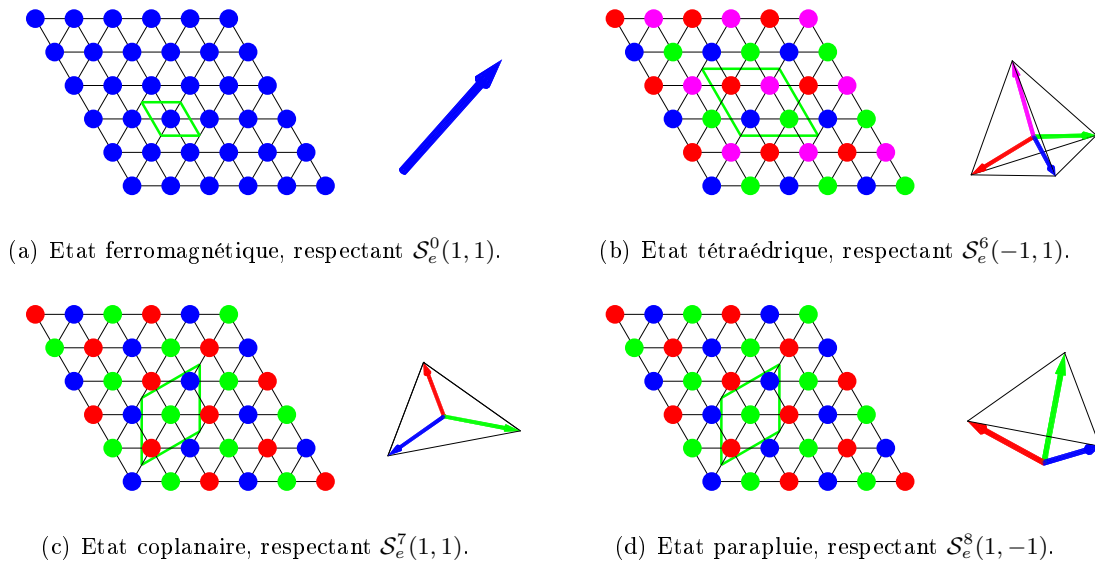 (a) Etat ferromagnétique, respectant $\mathcal{S}_e^0(1, 1)$.
(b) Etat tétraédrique, respectant $\mathcal{S}_e^6(-1, 1)$.
(c) Etat coplanaire, respectant $\mathcal{S}_e^7(1, 1)$.
(d) Etat parapluie, respectant $\mathcal{S}_e^8(1, -1)$.